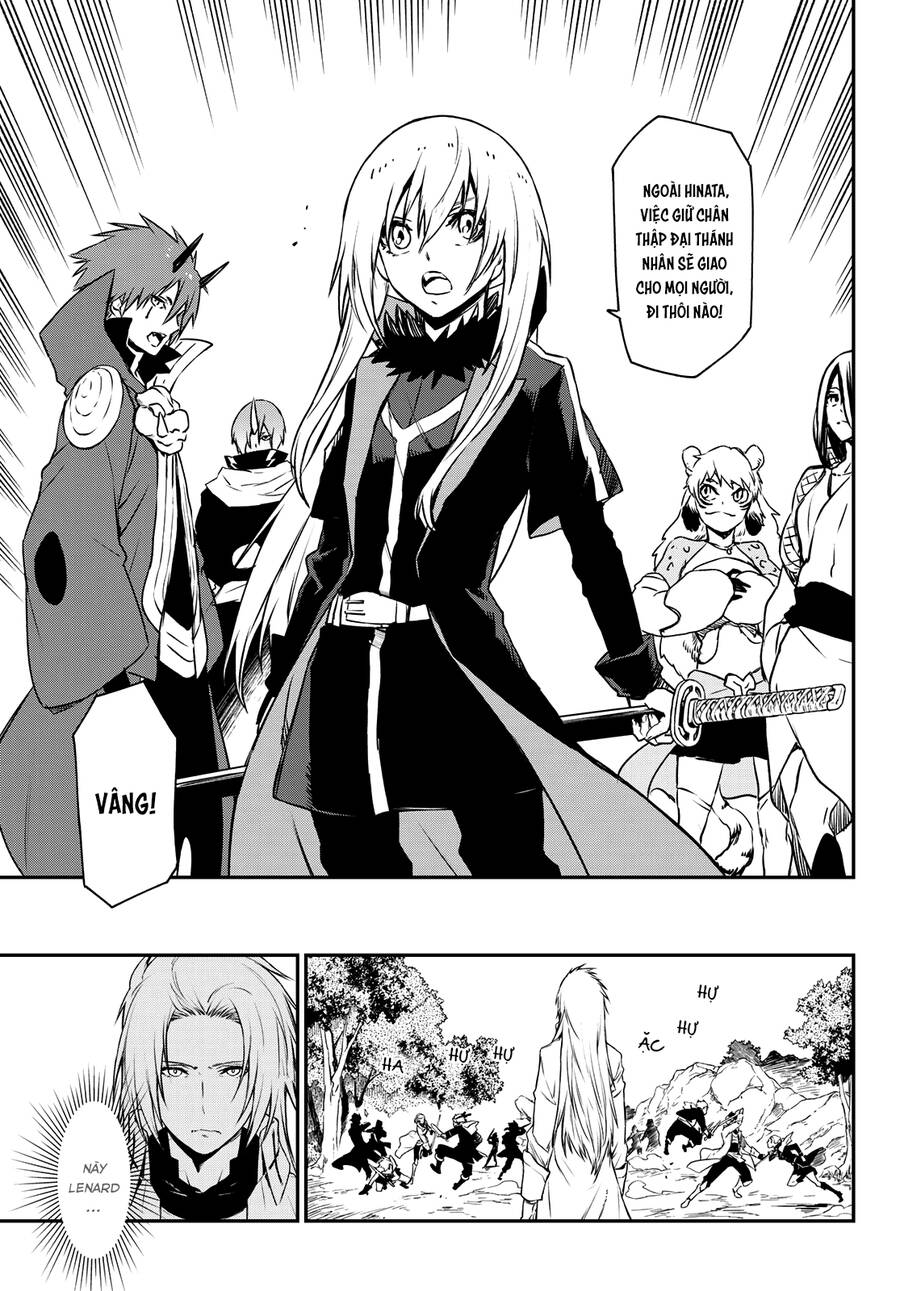 NGOÀI HINATA,
VIỆC GIỮ CHÂN
THẬP ĐẠI THÁNH
NHÂN SẼ GIAO
CHO MỌI NGƯỜI,
ĐI THÔI NÀO!
VÂNG!
HỰ
HỰ
ẶC
HỰ
HỰ
HA
NÀY
LENARD
...